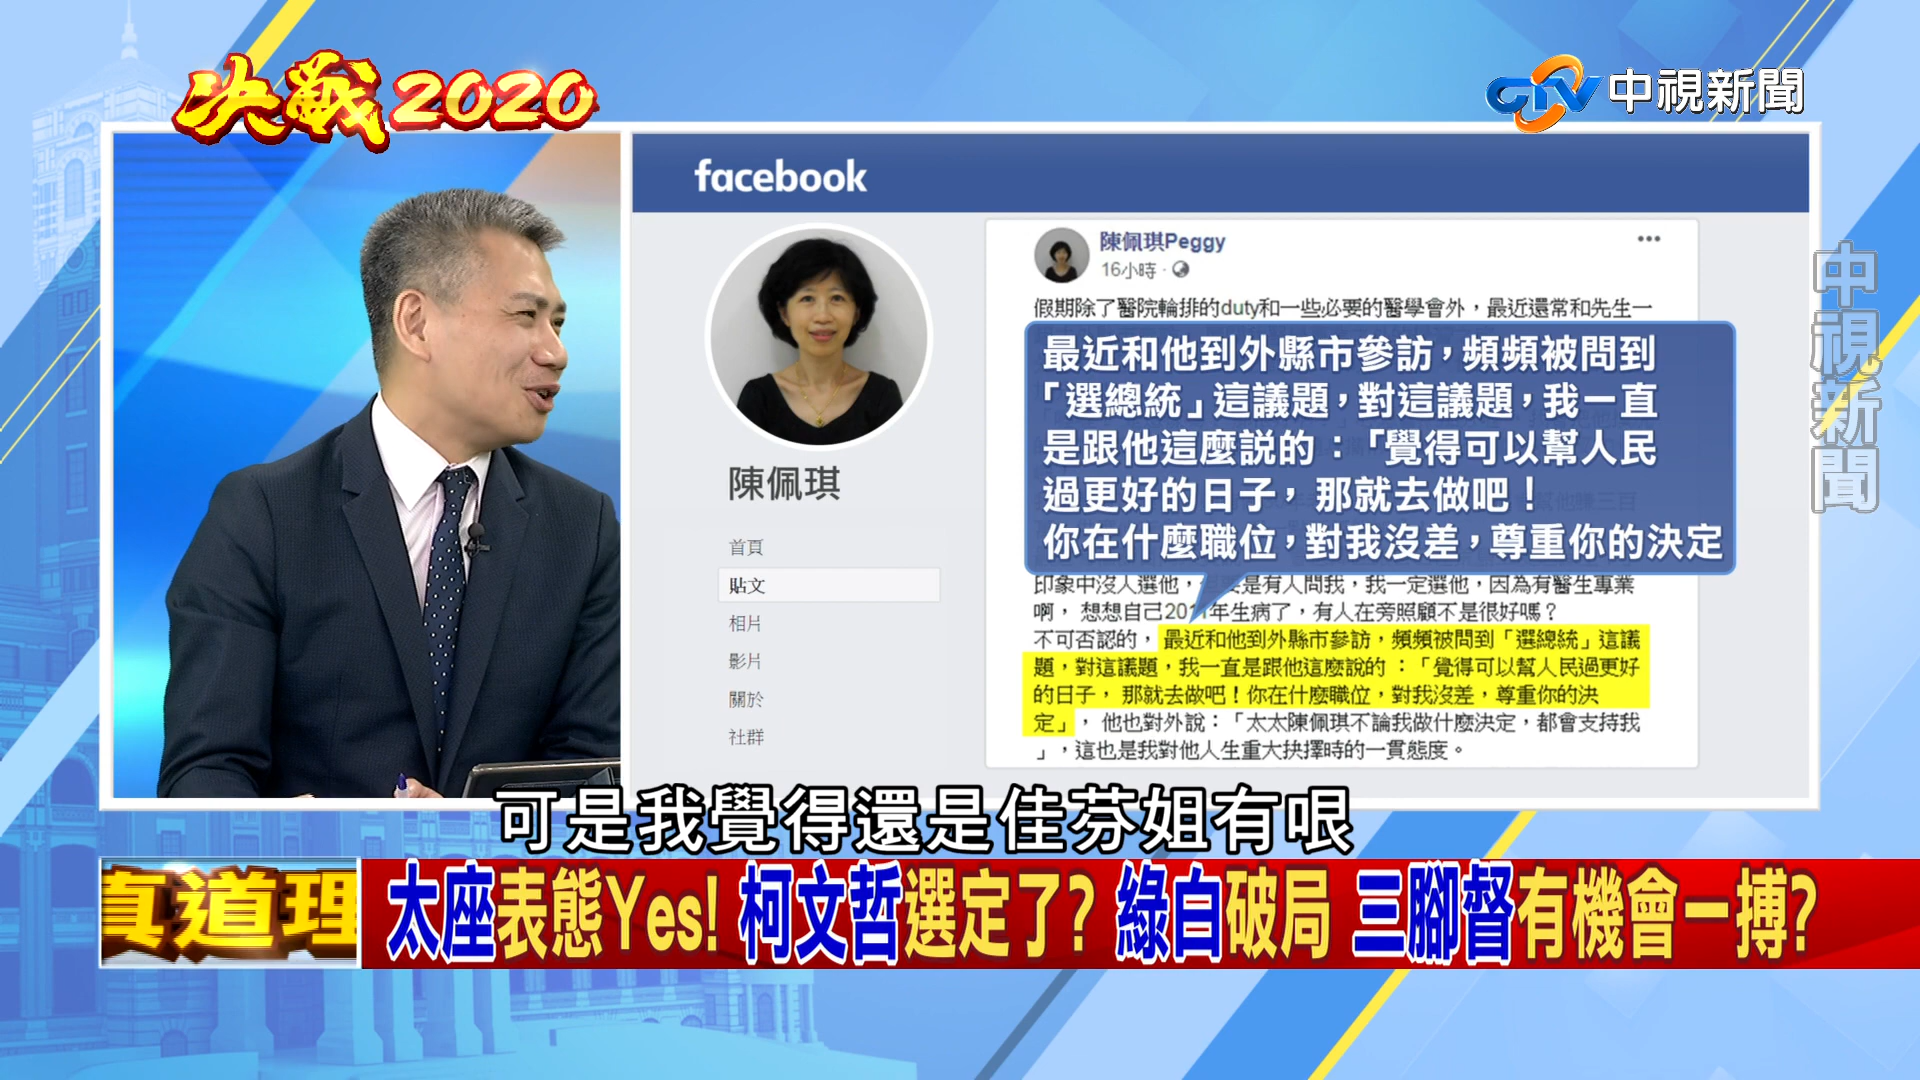 決戰2020
CTV 中視新聞
facebook
陳佩琪
首頁
貼文
相片
影片
關於
社群
陳佩琪Peggy
16小時
假期除了醫院輪排的duty和一些必要的醫學會外，最近還常和先生一
最近和他到外縣市參訪，頻頻被問到
「選總統」這議題，對這議題，我一直
是跟他這麼説的：「覺得可以幫人民
過更好的日子， 那就去做吧！
你在什麼職位，對我沒差，尊重你的決定
印象中沒人選他，
是有人問我，我一定選他，因為有醫生專業
啊， 想想自己20
年生病了，有人在旁照顧不是很好嗎？
不可否認的， 最近和他到外縣市參訪，頻頻被問到「選總統」這議
題，對這議題，我一直是跟他這麼說的 ：「覺得可以幫人民過更好
的日子， 那就去做吧！你在什麼職位，對我沒差，尊重你的決
定」， 他也對外說：「太太陳佩琪不論我做什麼決定，都會支持我
」，這也是我對他人生重大抉擇時的一貫態度。
中視新聞
可是我覺得還是佳芬姐有哏
真道理
太座表態Yes! 柯文哲選定了? 綠白破局 三腳督有機會一搏?